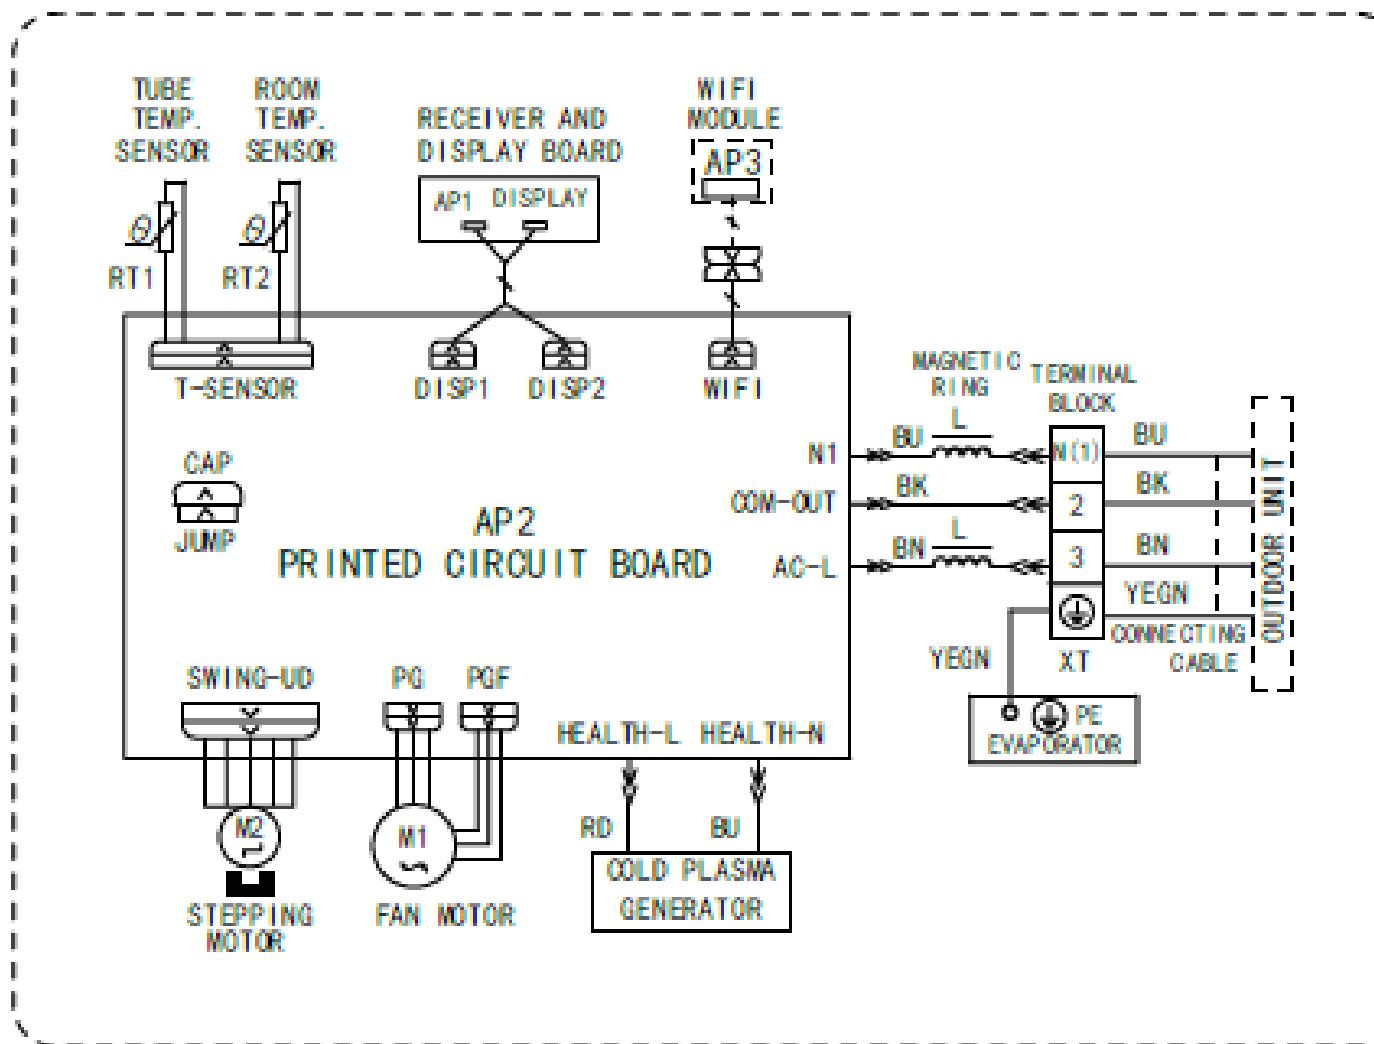 TUBE
TEMP.
SENSOR
ROOM
TEMP.
SENSOR
RECEIVER AND
DISPLAY BOARD
WIFI
MODULE
AP3
AP1 DISPLAY
θ
θ
RT1
RT2
T-SENSOR
DISP1
DISP2
WIFI
MAGNETIC
RING
TERMINAL
BLOCK
N1
BU
L
N(1)
BU
CAP
JUMP
COM-OUT
BK
2
BK
AP2
PRINTED CIRCUIT BOARD
AC-L
BN
L
3
BN
YEGN
OUTDOOR UNIT
CONNECTING
CABLE
YEGN
XT
PE
EVAPORATOR
SWING-UD
PG
PGF
HEALTH-L
HEALTH-N
M2
M1
RD
BU
COLD PLASMA
GENERATOR
STEPPING
MOTOR
FAN MOTOR